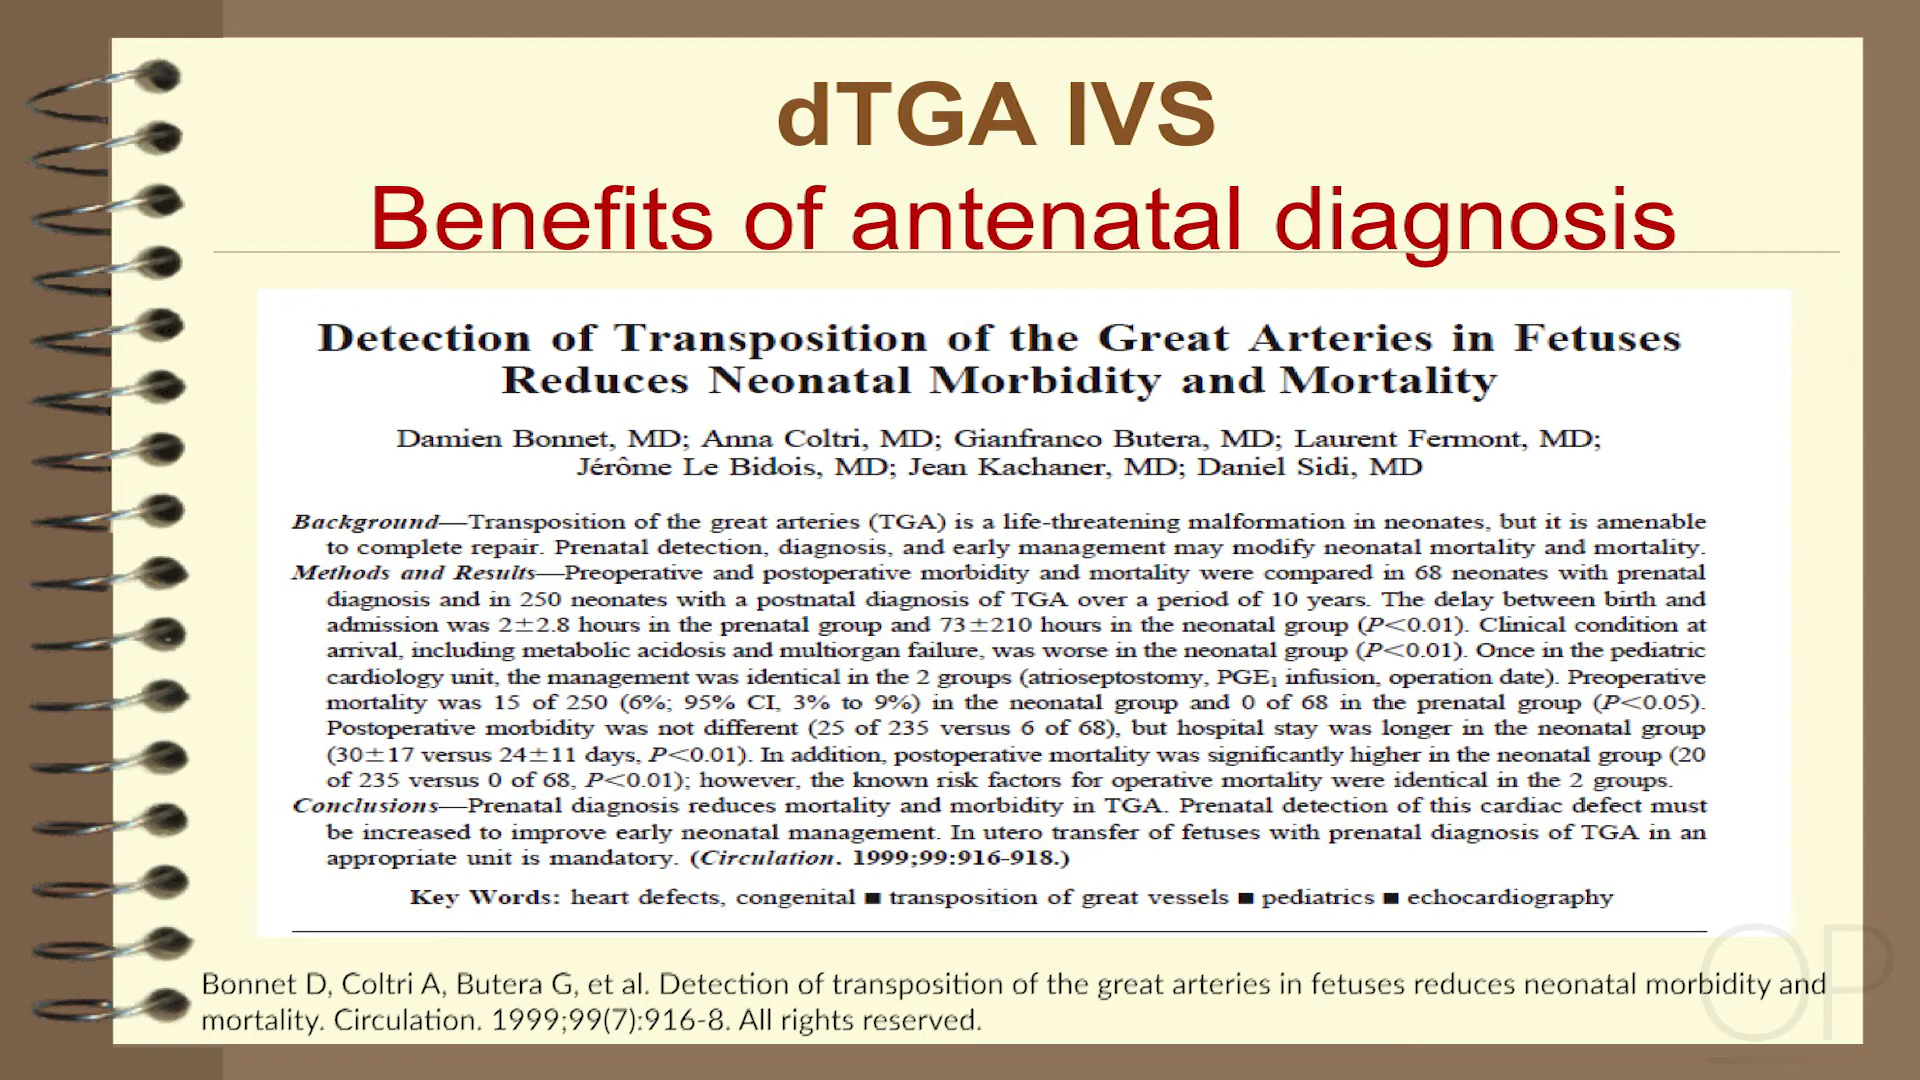 dTGA IVS
Benefits of antenatal diagnosis
Detection of Transposition of the Great Arteries in Fetuses
Reduces Neonatal Morbidity and Mortality
Damien Bonnet, MD; Anna Coltri, MD; Gianfranco Butera, MD; Laurent Fermont, MD;
Jérôme Le Bidois, MD; Jean Kachaner, MD; Daniel Sidi, MD
Background—Transposition of the great arteries (TGA) is a life-threatening malformation in neonates, but it is amenable
to complete repair. Prenatal detection, diagnosis, and early management may modify neonatal mortality and mortality.
Methods and Results—Preoperative and postoperative morbidity and mortality were compared in 68 neonates with prenatal
diagnosis and in 250 neonates with a postnatal diagnosis of TGA over a period of 10 years. The delay between birth and
admission was 2±2.8 hours in the prenatal group and 73±210 hours in the neonatal group (P<0.01). Clinical condition at
arrival, including metabolic acidosis and multiorgan failure, was worse in the neonatal group (P<0.01). Once in the pediatric
cardiology unit, the management was identical in the 2 groups (atrioseptostomy, PGE₁ infusion, operation date). Preoperative
mortality was 15 of 250 (6%; 95% CI, 3% to 9%) in the neonatal group and 0 of 68 in the prenatal group (P<0.05).
Postoperative morbidity was not different (25 of 235 versus 6 of 68), but hospital stay was longer in the neonatal group
(30±17 versus 24±11 days, P<0.01). In addition, postoperative mortality was significantly higher in the neonatal group (20
of 235 versus 0 of 68, P<0.01); however, the known risk factors for operative mortality were identical in the 2 groups.
Conclusions—Prenatal diagnosis reduces mortality and morbidity in TGA. Prenatal detection of this cardiac defect must
be increased to improve early neonatal management. In utero transfer of fetuses with prenatal diagnosis of TGA in an
appropriate unit is mandatory. (Circulation. 1999;99:916-918.)
Key Words: heart defects, congenital ■ transposition of great vessels ■ pediatrics ■ echocardiography
Bonnet D, Coltri A, Butera G, et al. Detection of transposition of the great arteries in fetuses reduces neonatal morbidity and
mortality. Circulation. 1999;99(7):916-8. All rights reserved.
OP